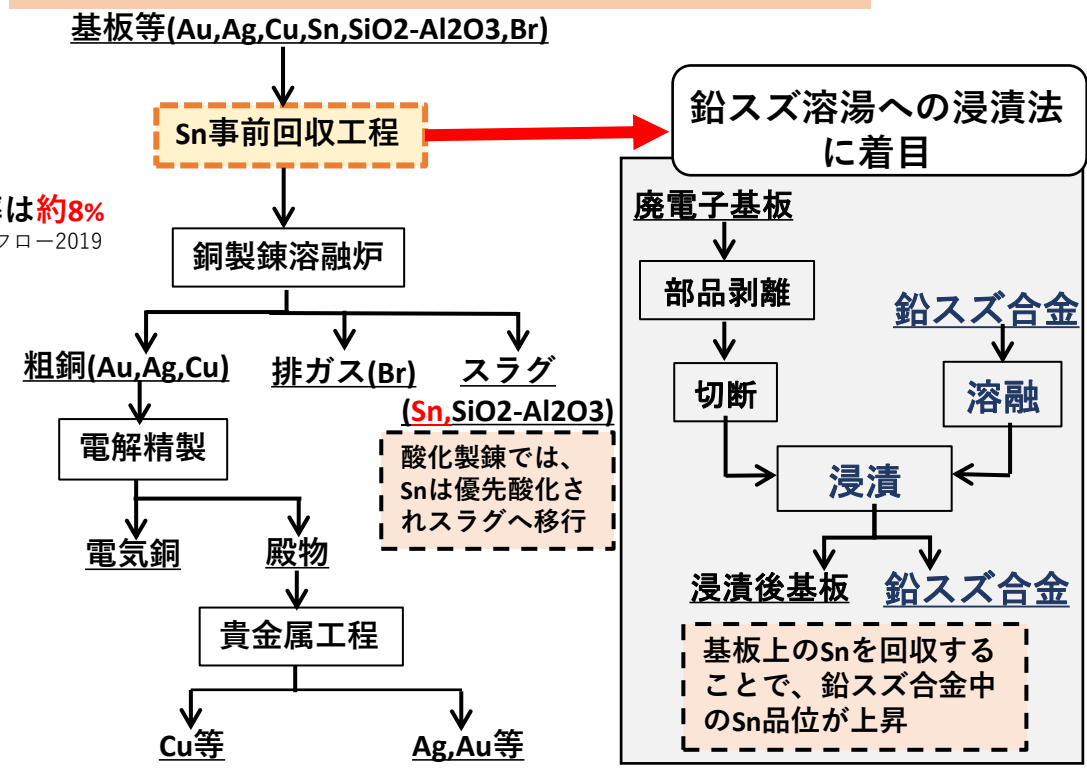 基板等(Au,Ag,Cu,Sn,SiO2-Al2O3,Br)
Sn事前回収工程
は約8%
フロー2019
銅製錬溶融炉
粗銅(Au,Ag,Cu)
排ガス(Br)
スラグ
(Sn,SiO2-Al2O3)
電解精製
酸化製錬では、
Snは優先酸化さ
れスラグへ移行
電気銅
殿物
貴金属工程
Cu等
Ag,Au等
鉛スズ溶湯への浸漬法
に着目
廃電子基板
部品剥離
鉛スズ合金
切断
溶融
浸漬
浸漬後基板
鉛スズ合金
基板上のSnを回収する
ことで、鉛スズ合金中
のSn品位が上昇